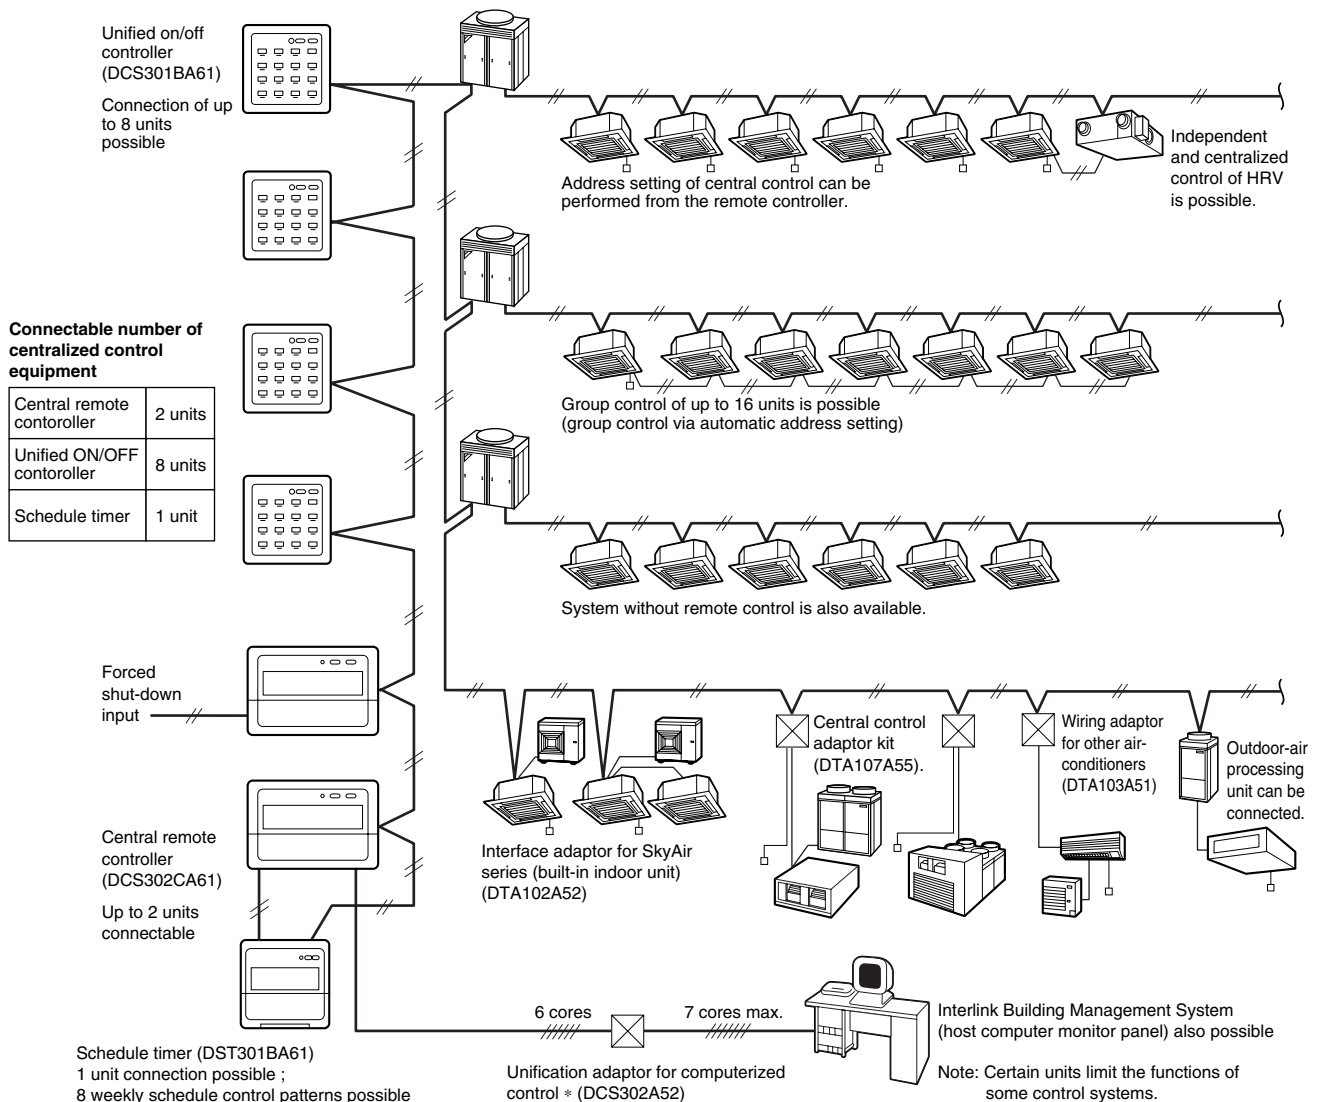 Unified on/off
controller
(DCS301BA61)
Connection of up
to 8 units
possible
Independent
and centralized
control of HRV
is possible.
Address setting of central control can be
performed from the remote controller.
Connectable number of
centralized control
equipment
Central remote
contoroller
2 units
Unified ON/OFF
contoroller
8 units
Schedule timer
1 unit
Group control of up to 16 units is possible
(group control via automatic address setting)
System without remote control is also available.
Forced
shut-down
input
Central control
adaptor kit
(DTA107A55).
Wiring adaptor
for other air-
conditioners
(DTA103A51)
Outdoor-air
processing
unit can be
connected.
Central remote
controller
(DCS302CA61)
Up to 2 units
connectable
Interface adaptor for SkyAir
series (built-in indoor unit)
(DTA102A52)
6 cores
7 cores max.
Interlink Building Management System
(host computer monitor panel) also possible
Schedule timer (DST301BA61)
1 unit connection possible ;
8 weekly schedule control patterns possible
Unification adaptor for computerized
control * (DCS302A52)
Note: Certain units limit the functions of
some control systems.